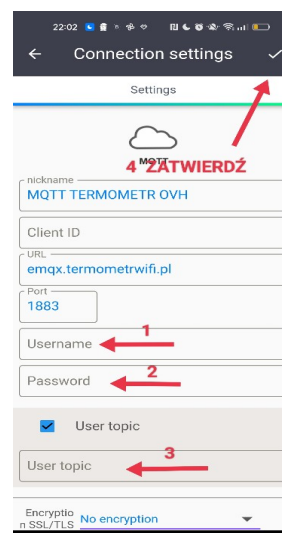 22:02
Connection settings
Settings
MQTT
4 ZATWIERDŹ
nickname
MQTT TERMOMETR OVH
Client ID
URL
emqx.termometrwifi.pl
Port
1883
1
Username
2
Password
User topic
3
User topic
Encryptio
n SSL/TLS
No encryption